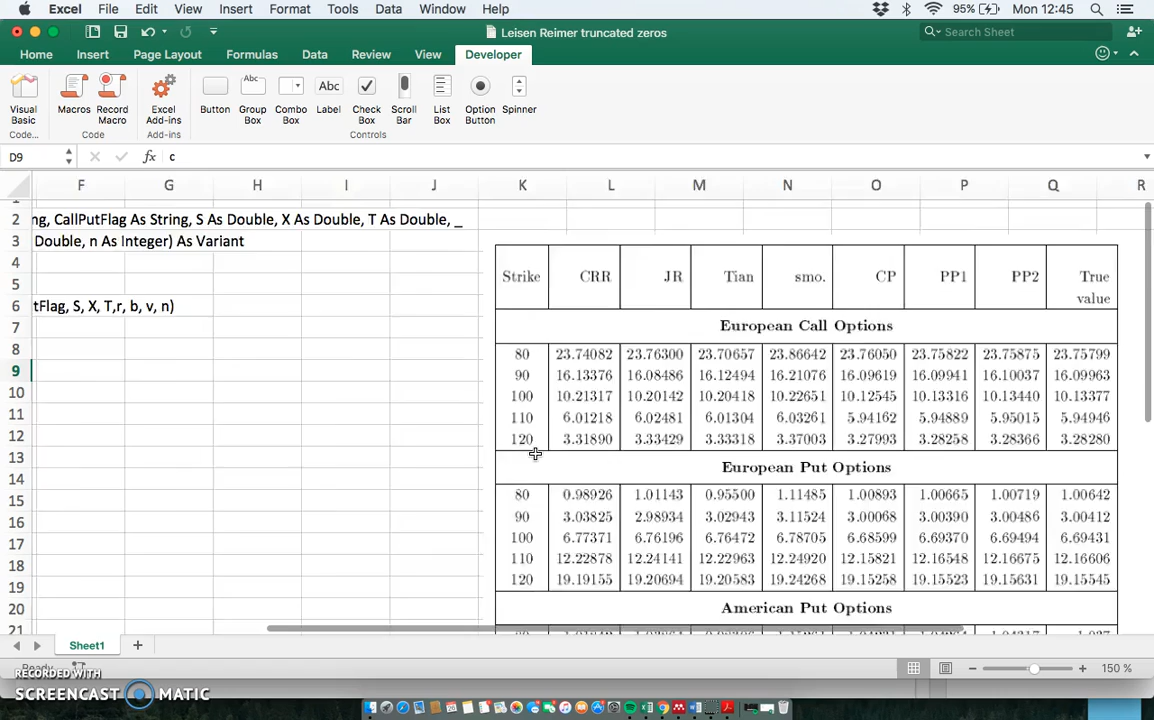 Excel File Edit View Insert Format Tools Data Window Help 95% Mon 12:45
Leisen Reimer truncated zeros
Search Sheet
Home Insert Page Layout Formulas Data Review View Developer
Visual Basic Macros Record Macro Excel Add-ins Button Group Box Combo Box Label Check Box Scroll Bar List Box Option Button Spinner
Code... Code Add-ins Controls
D9 fx c
F G H I J K L M N O P Q R
1
2 ng, CallPutFlag As String, S As Double, X As Double, T As Double, _
3 Double, n As Integer) As Variant
4
5
6 tFlag, S, X, T,r, b, v, n)
7
8
9
10
11
12
13
14
15
16
17
18
19
20
21
Strike CRR JR Tian smo. CP PP1 PP2 True value
European Call Options
80 23.74082 23.76300 23.70657 23.86642 23.76050 23.75822 23.75875 23.75799
90 16.13376 16.08486 16.12494 16.21076 16.09619 16.09941 16.10037 16.09963
100 10.21317 10.20142 10.20418 10.22651 10.12545 10.13316 10.13440 10.13377
110 6.01218 6.02481 6.01304 6.03261 5.94162 5.94889 5.95015 5.94946
120 3.31890 3.33429 3.33318 3.37003 3.27993 3.28258 3.28366 3.28280
European Put Options
80 0.98926 1.01143 0.95500 1.11485 1.00893 1.00665 1.00719 1.00642
90 3.03825 2.98934 3.02943 3.11524 3.00068 3.00390 3.00486 3.00412
100 6.77371 6.76196 6.76472 6.78705 6.68599 6.69370 6.69494 6.69431
110 12.22878 12.24141 12.22963 12.24920 12.15821 12.16548 12.16675 12.16606
120 19.19155 19.20694 19.20583 19.24268 19.15258 19.15523 19.15631 19.15545
American Put Options
Sheet1
Ready
150 %
RECORDED WITH
SCREENCAST MATIC